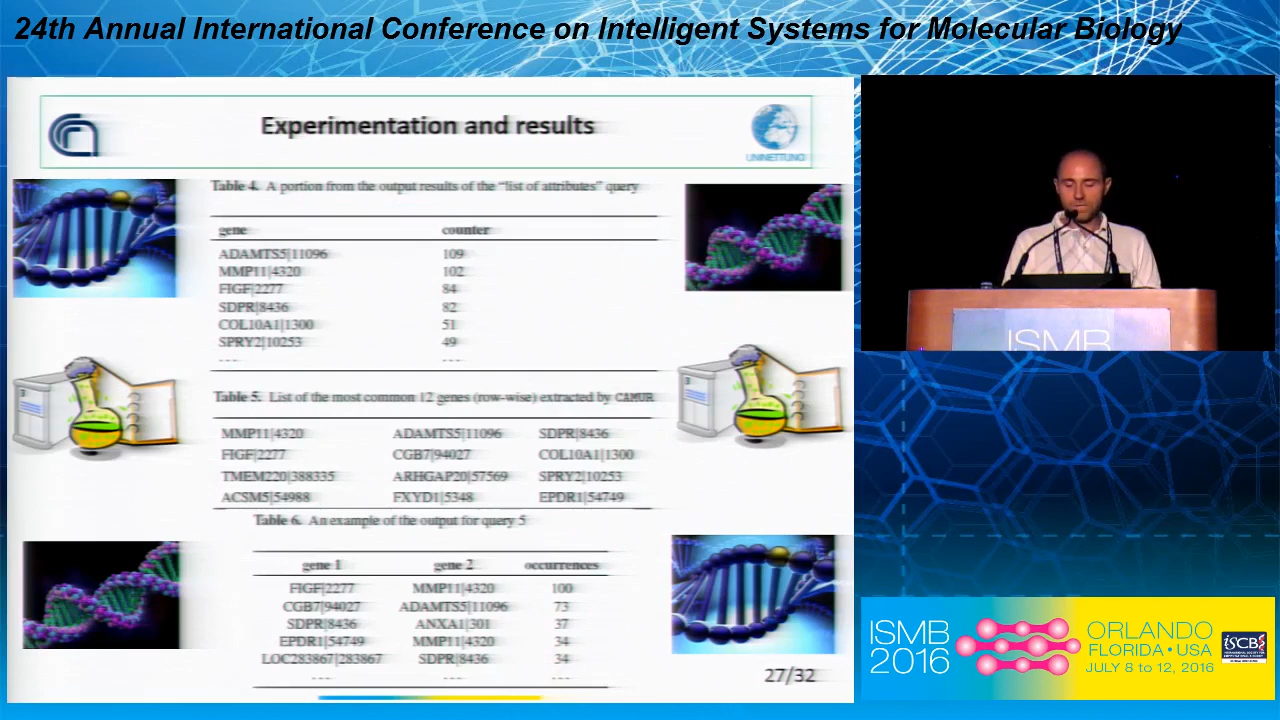 24th Annual International Conference on Intelligent Systems for Molecular Biology
Experimentation and results
UNINETTUNO
Table 4. A portion from the output results of the "list of attributes" query
gene counter
ADAMTS5|11096 109
MMP11|4320 102
FIGF|2277 84
SDPR|8436 82
COL10A1|1300 51
SPRY2|10253 49
... ...
Table 5. List of the most common 12 genes (row-wise) extracted by CAMUR
MMP11|4320 ADAMTS5|11096 SDPR|8436
FIGF|2277 CGB7|94027 COL10A1|1300
TMEM220|388335 ARHGAP20|57569 SPRY2|10253
ACSM5|54988 FXYD1|5348 EPDR1|54749
Table 6. An example of the output for query 5
gene 1 gene 2 occurrences
FIGF|2277 MMP11|4320 100
CGB7|94027 ADAMTS5|11096 73
SDPR|8436 ANXA1|301 37
EPDR1|54749 MMP11|4320 34
LOC283867|283867 SDPR|8436 34
... ... ...
27/32
ISMB
ISMB
2016
ORLANDO
FLORIDA • USA
JULY 8 to 12, 2016
ISCB